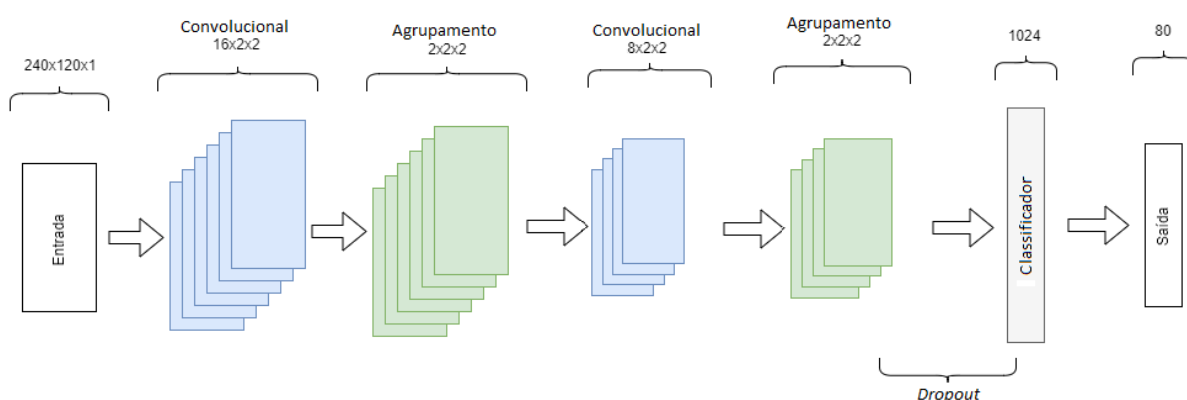 240x120x1
Entrada
Convolucional
16x2x2
Agrupamento
2x2x2
Convolucional
8x2x2
Agrupamento
2x2x2
1024
Classificador
80
Saída
Dropout